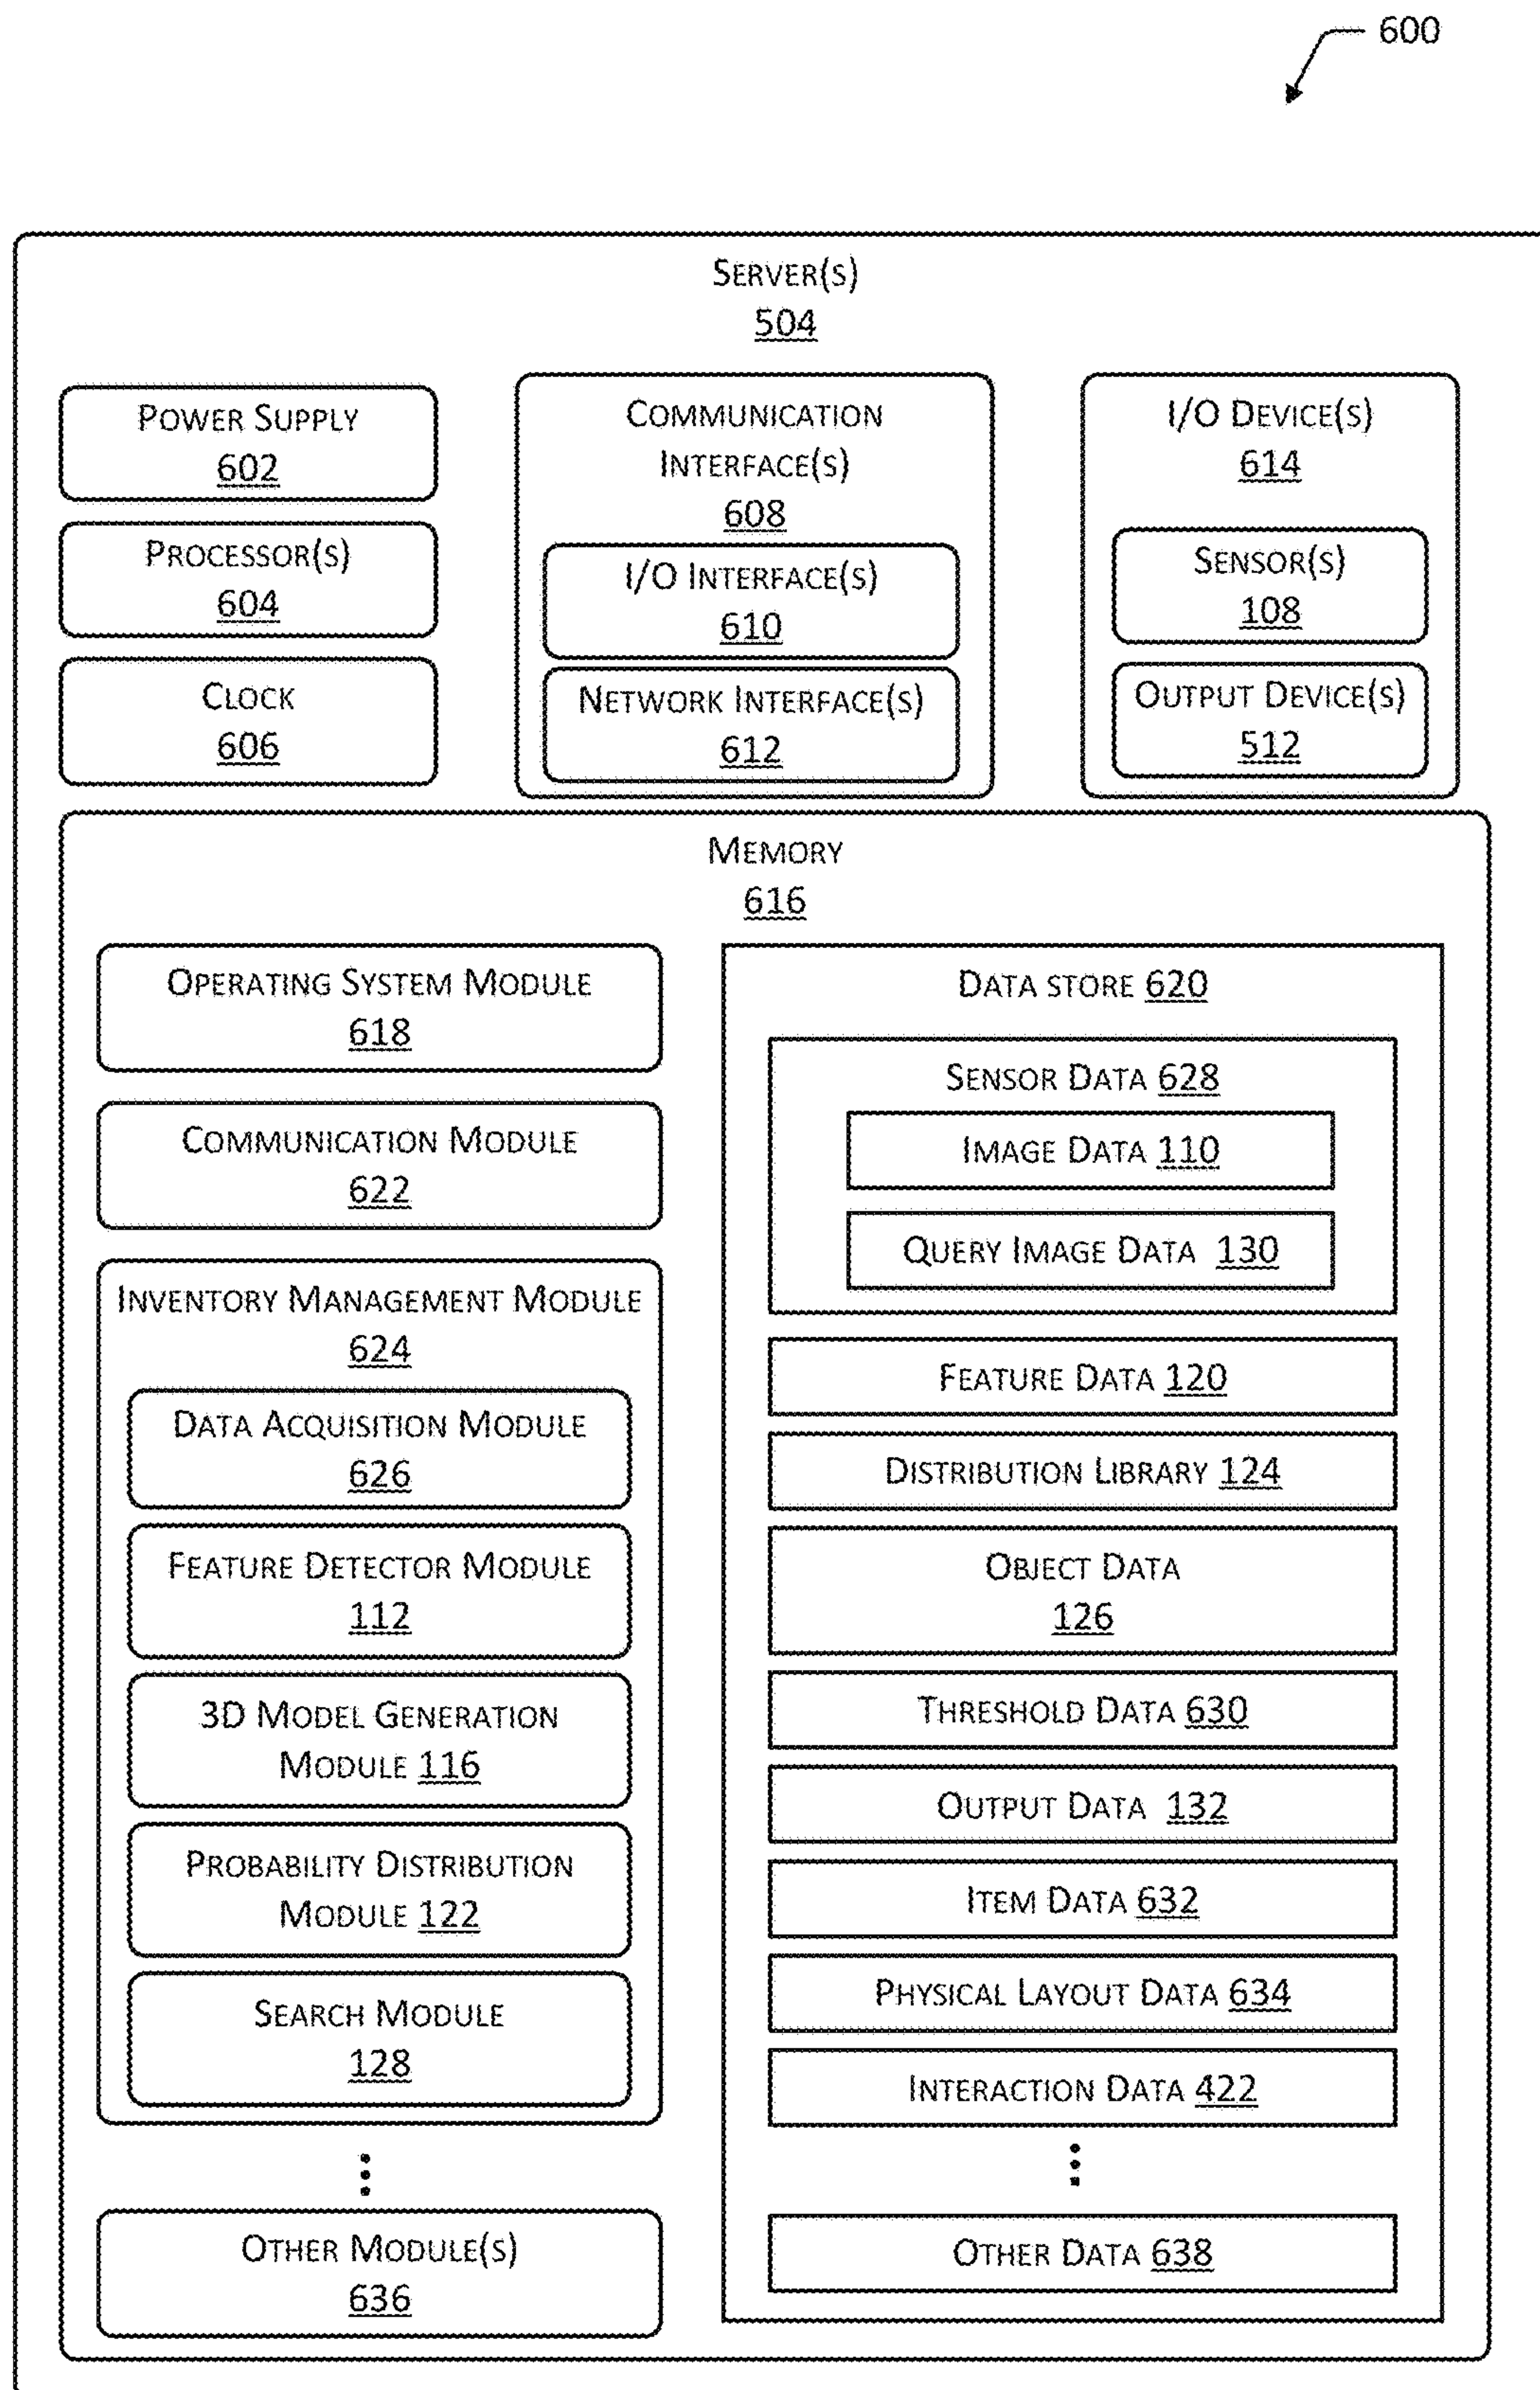 600
SERVER(S)
504
POWER SUPPLY
602
PROCESSOR(S)
604
CLOCK
606
COMMUNICATION
INTERFACE(S)
608
I/O INTERFACE(S)
610
NETWORK INTERFACE(S)
612
I/O DEVICE(S)
614
SENSOR(S)
108
OUTPUT DEVICE(S)
512
MEMORY
616
OPERATING SYSTEM MODULE
618
COMMUNICATION MODULE
622
INVENTORY MANAGEMENT MODULE
624
DATA ACQUISITION MODULE
626
FEATURE DETECTOR MODULE
112
3D MODEL GENERATION
MODULE 116
PROBABILITY DISTRIBUTION
MODULE 122
SEARCH MODULE
128
OTHER MODULE(S)
636
DATA STORE 620
SENSOR DATA 628
IMAGE DATA 110
QUERY IMAGE DATA 130
FEATURE DATA 120
DISTRIBUTION LIBRARY 124
OBJECT DATA
126
THRESHOLD DATA 630
OUTPUT DATA 132
ITEM DATA 632
PHYSICAL LAYOUT DATA 634
INTERACTION DATA 422
OTHER DATA 638